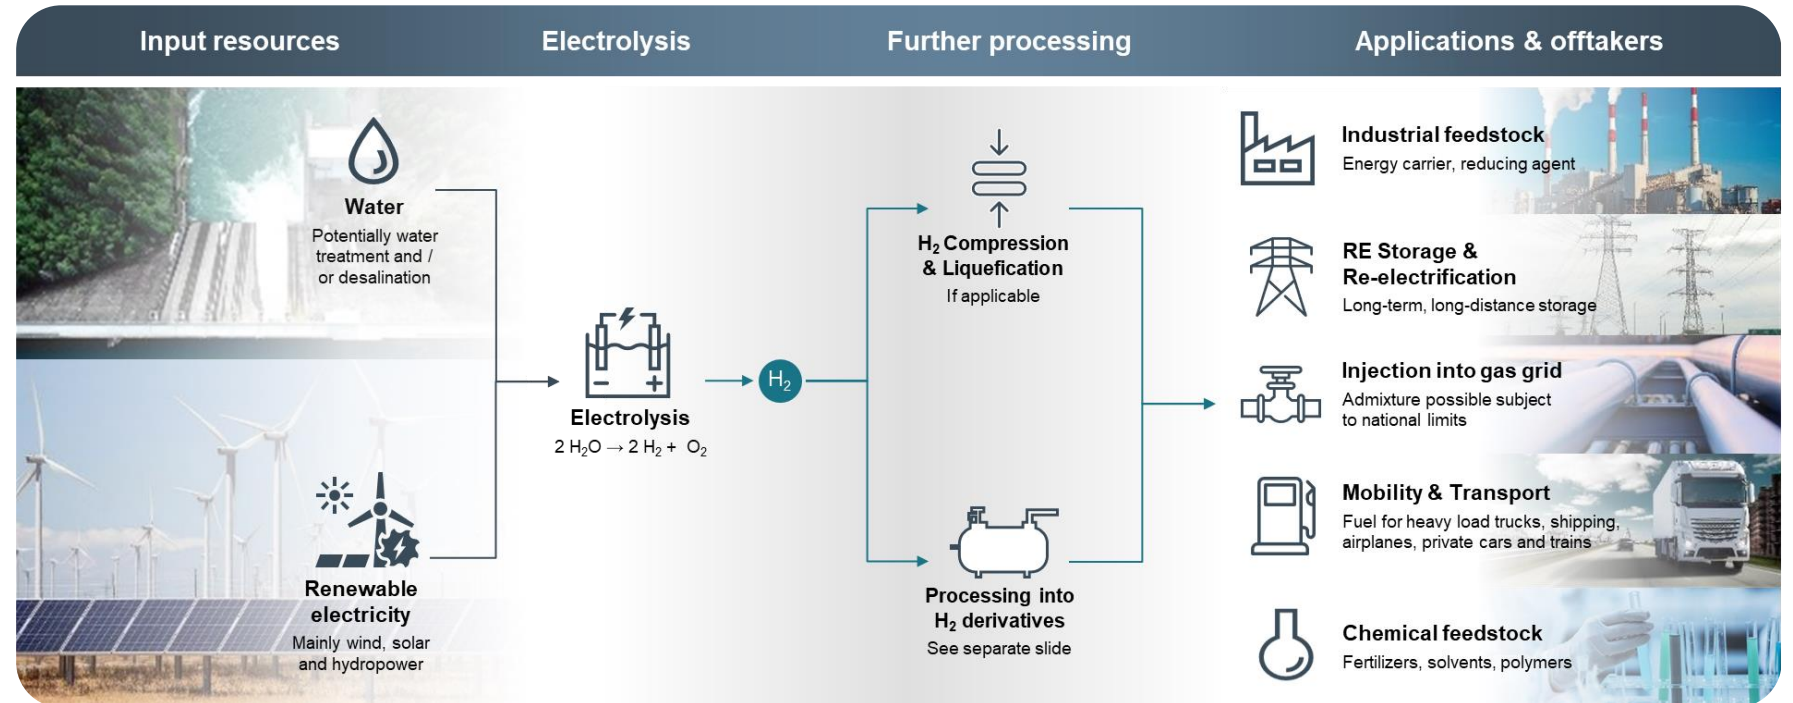 Input resources
Electrolysis
Further processing
Applications & offtakers
Water
Potentially water
treatment and /
or desalination
Renewable
electricity
Mainly wind, solar
and hydropower
Electrolysis
2 H₂O → 2 H₂ + O₂
H₂
H₂ Compression
& Liquefication
If applicable
Processing into
H₂ derivatives
See separate slide
Industrial feedstock
Energy carrier, reducing agent
RE Storage &
Re-electrification
Long-term, long-distance storage
Injection into gas grid
Admixture possible subject
to national limits
Mobility & Transport
Fuel for heavy load trucks, shipping,
airplanes, private cars and trains
Chemical feedstock
Fertilizers, solvents, polymers